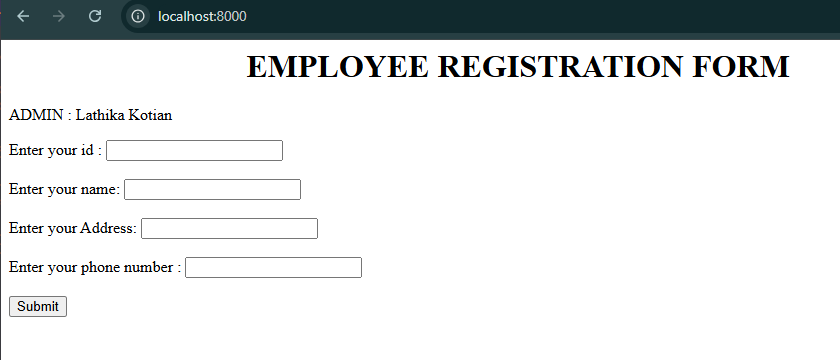 localhost:8000
EMPLOYEE REGISTRATION FORM
ADMIN : Lathika Kotian
Enter your id :
Enter your name:
Enter your Address:
Enter your phone number :
Submit